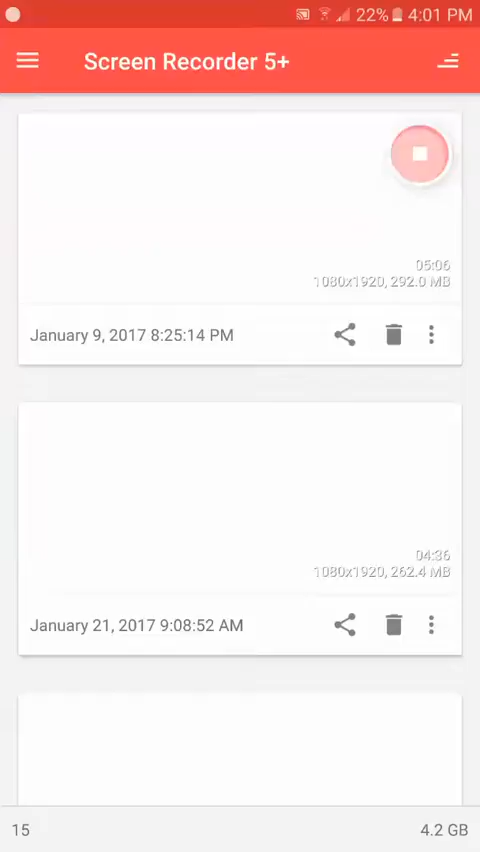 22% 4:01 PM
Screen Recorder 5+
05:06
1080x1920, 292.0 MB
January 9, 2017 8:25:14 PM
04:36
1080x1920, 262.4 MB
January 21, 2017 9:08:52 AM
15 4.2 GB